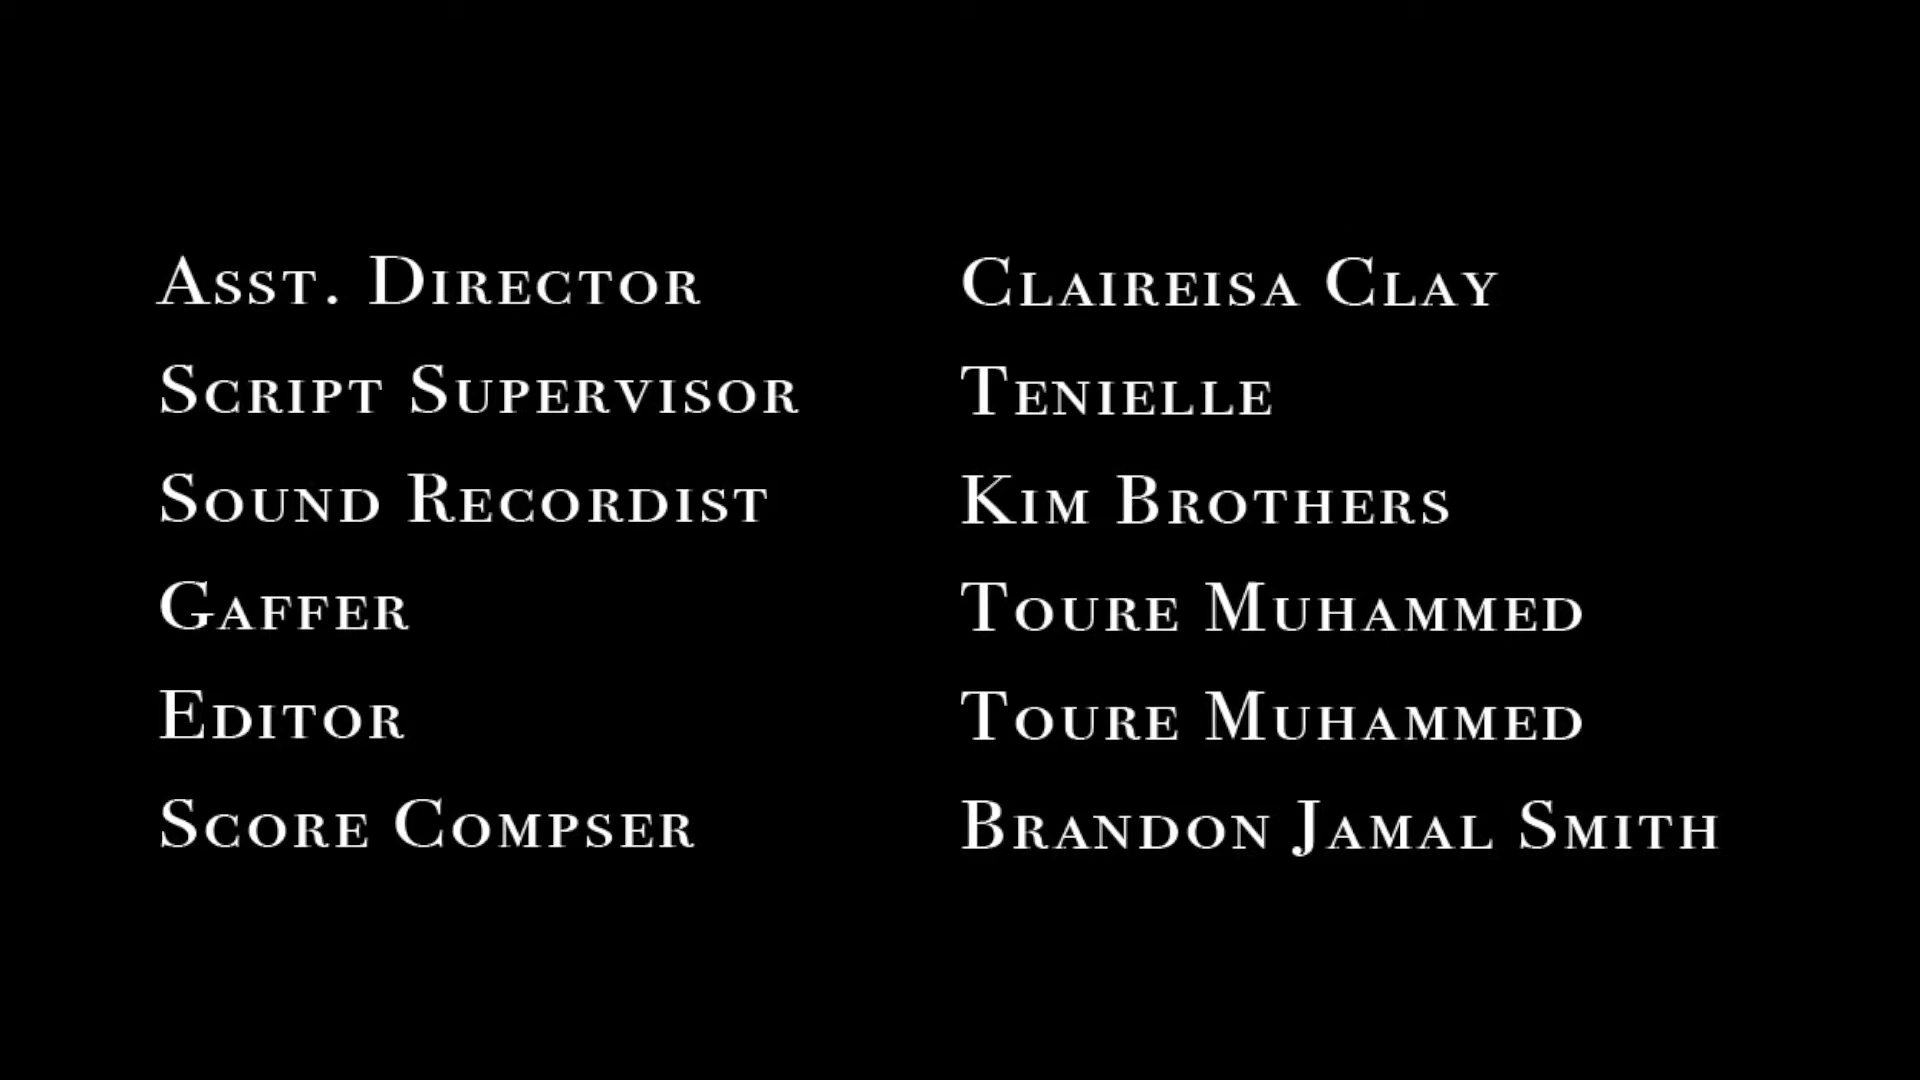 Asst. Director Claireisa Clay
Script Supervisor Tenielle
Sound Recordist Kim Brothers
Gaffer Toure Muhammed
Editor Toure Muhammed
Score Compser Brandon Jamal Smith